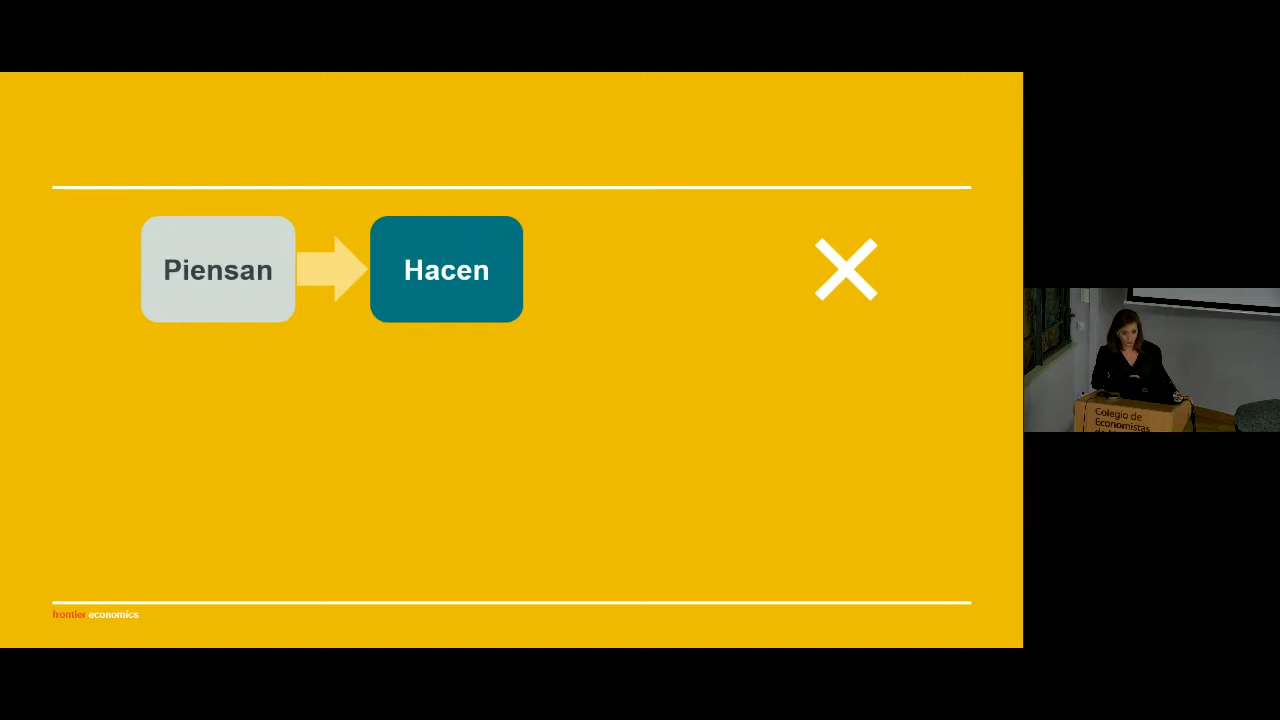 Piensan
Hacen
frontier economics
Colegio de
Economistas